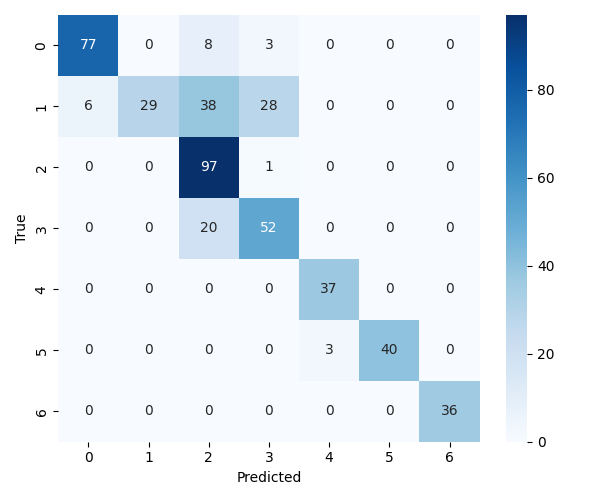 0 77 0 8 3 0 0 0
1 6 29 38 28 0 0 0
2 0 0 97 1 0 0 0
3 0 0 20 52 0 0 0
4 0 0 0 0 37 0 0
5 0 0 0 0 3 40 0
6 0 0 0 0 0 0 36
0 1 2 3 4 5 6
True
Predicted
80
60
40
20
0